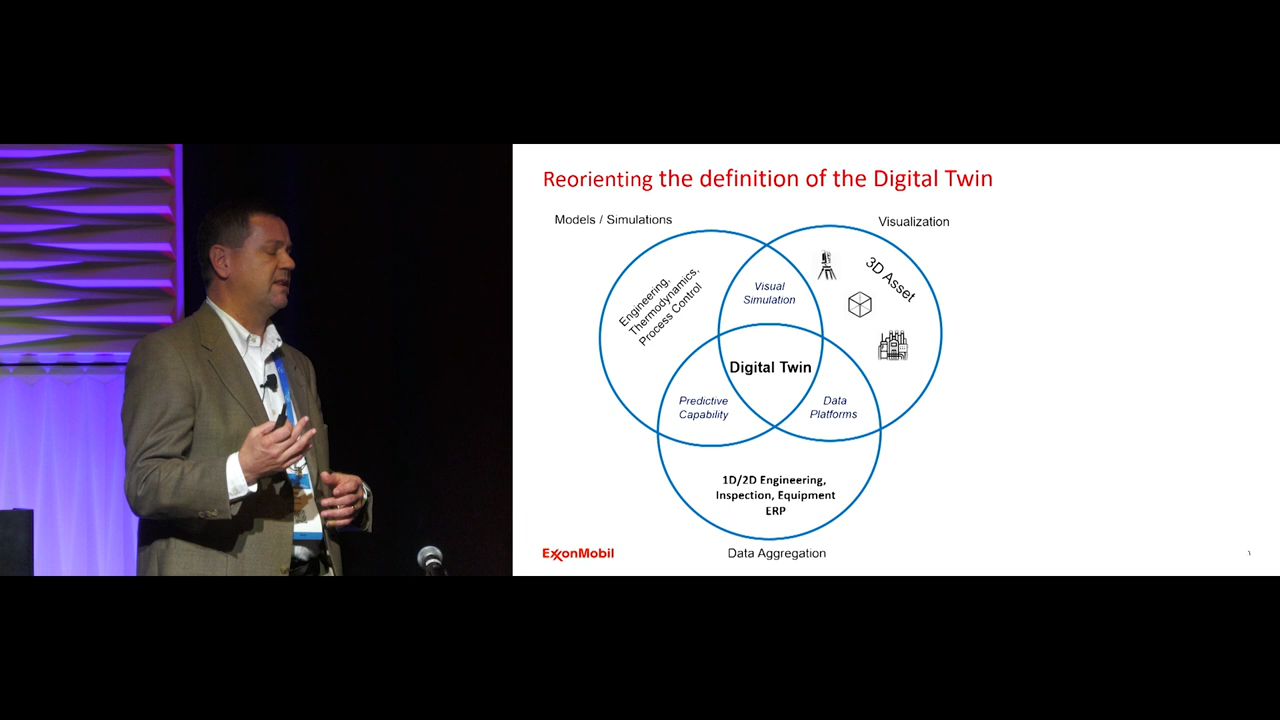 Reorienting the definition of the Digital Twin
Models / Simulations
Visualization
Engineering,
Thermodynamics,
Process Control
Visual
Simulation
3D Asset
Digital Twin
Predictive
Capability
Data
Platforms
1D/2D Engineering,
Inspection, Equipment
ERP
ExxonMobil
Data Aggregation